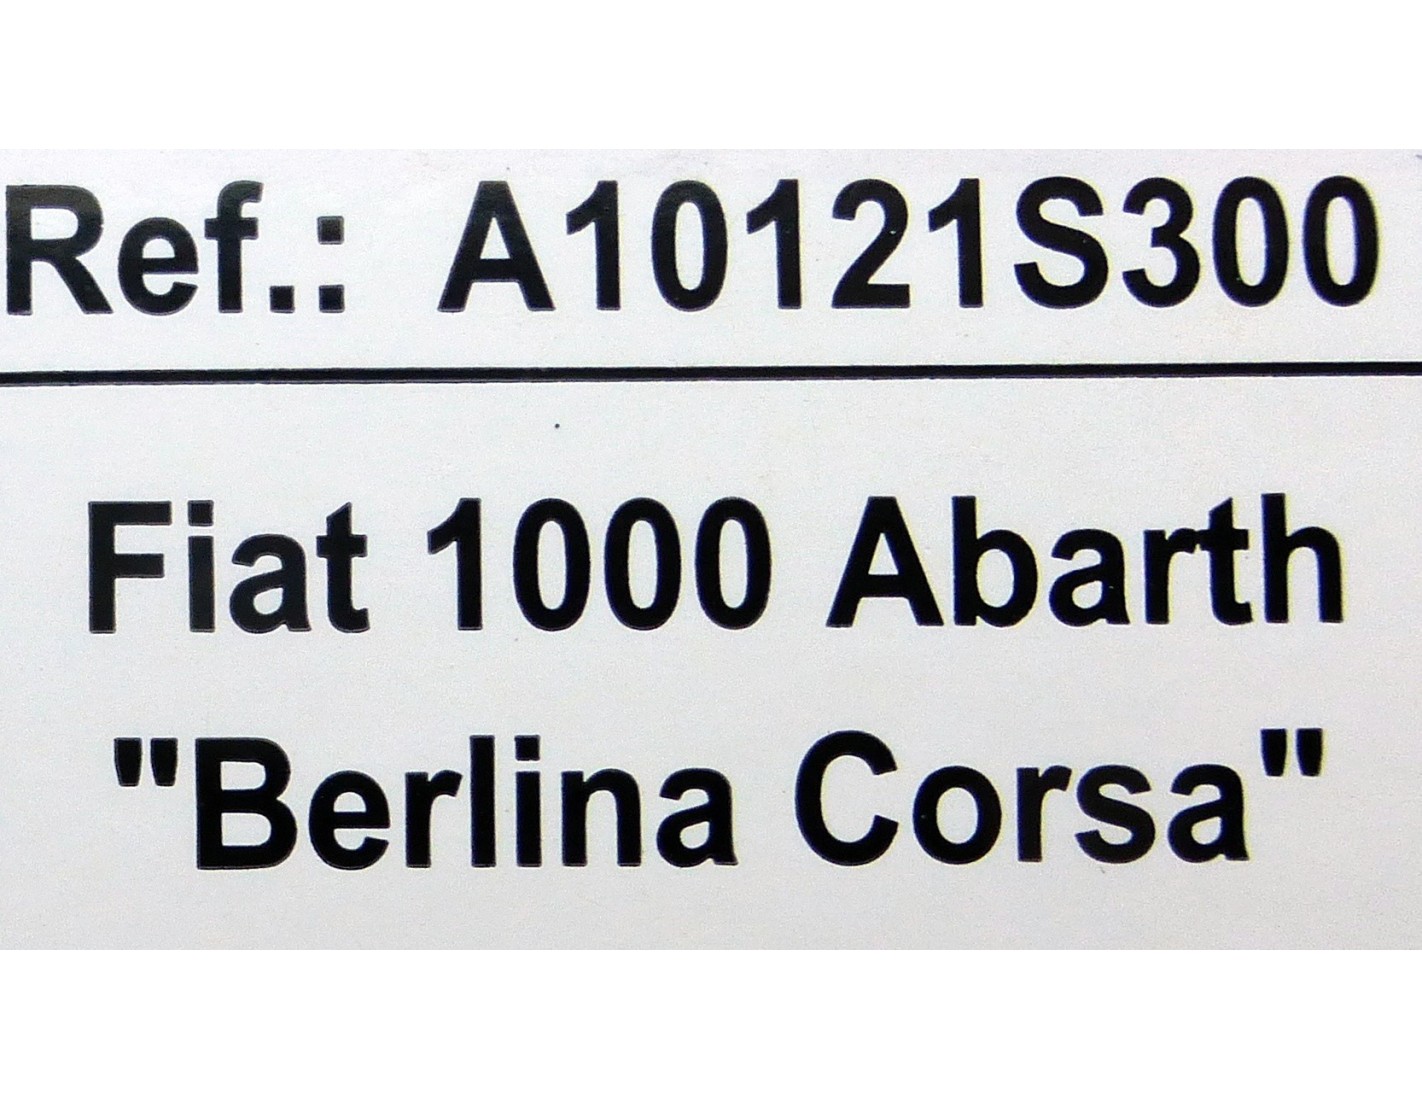 Ref.: A10121S300
Fiat 1000 Abarth
"Berlina Corsa"